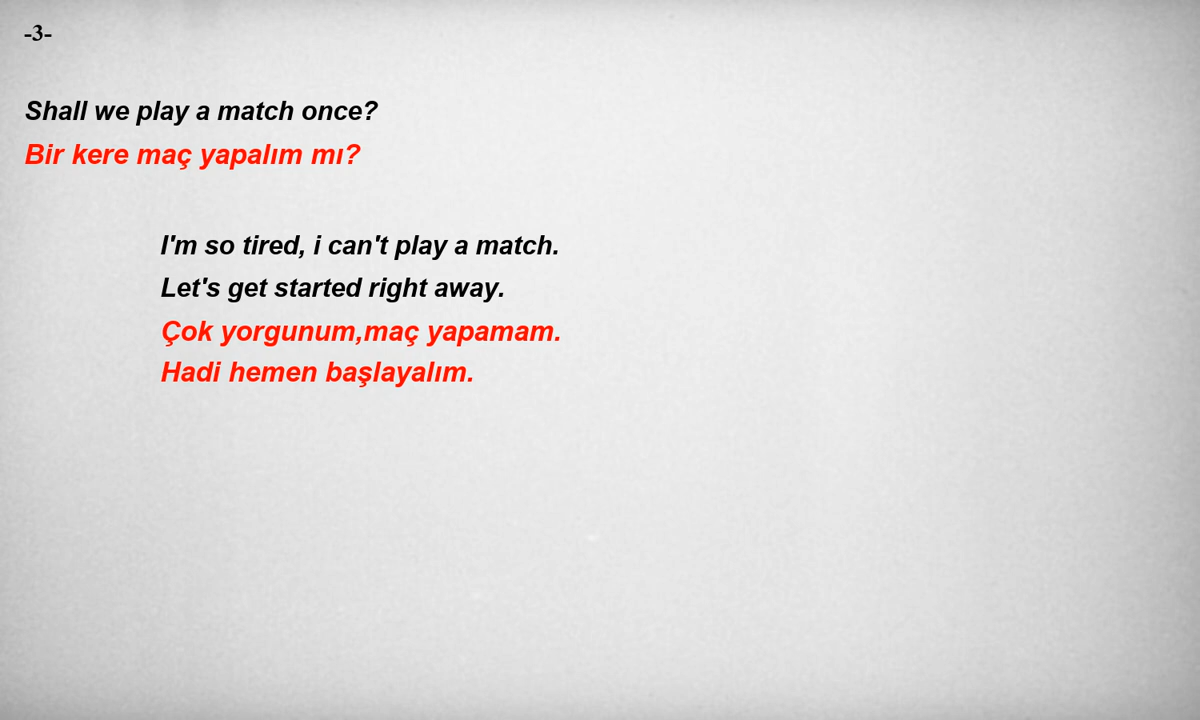 -3-
Shall we play a match once?
Bir kere maç yapalım mı?
I'm so tired, i can't play a match.
Let's get started right away.
Çok yorgunum,maç yapamam.
Hadi hemen başlayalım.